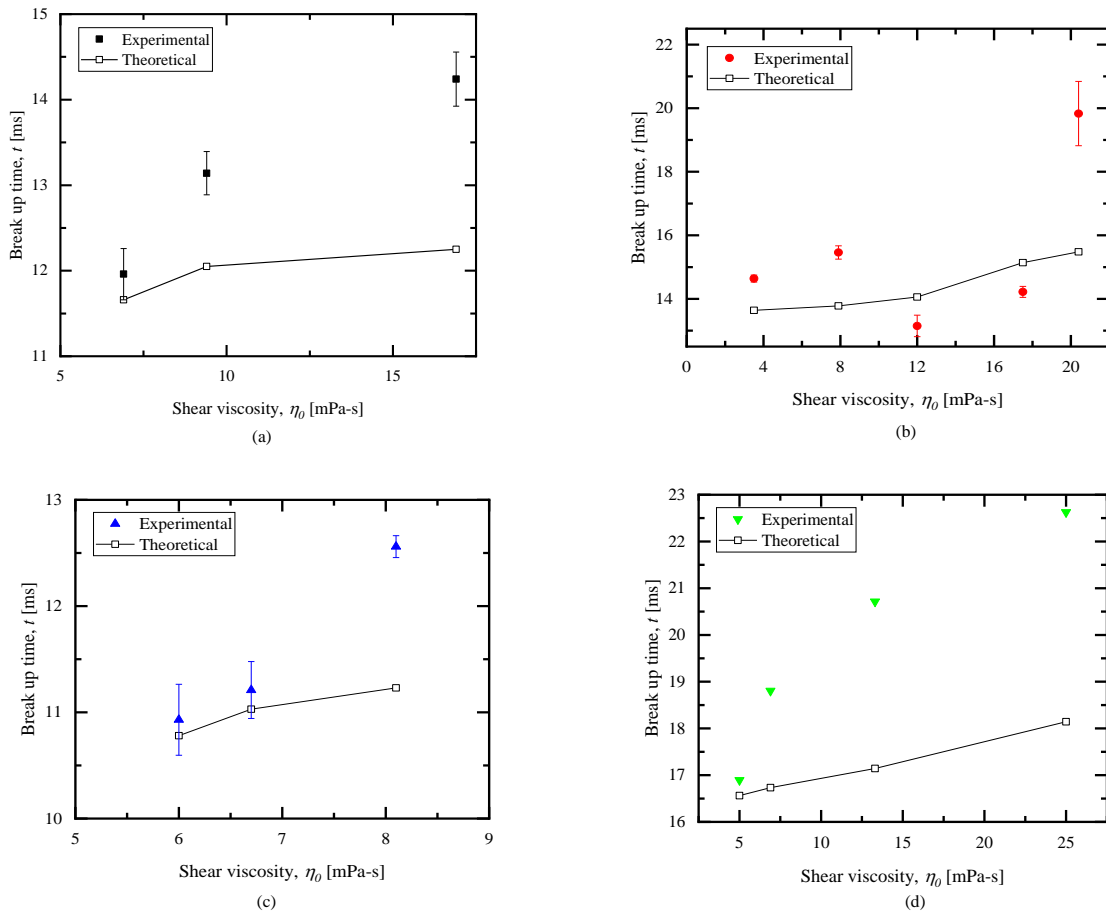 15
14
13
12
11
5
10
15
Break up time, t [ms]
Experimental
Theoretical
Shear viscosity, η0 [mPa-s]
(a)
22
20
18
16
14
0
4
8
12
16
20
Break up time, t [ms]
Experimental
Theoretical
Shear viscosity, η0 [mPa-s]
(b)
13
12
11
10
5
6
7
8
9
Break up time, t [ms]
Experimental
Theoretical
Shear viscosity, η0 [mPa-s]
(c)
23
22
21
20
19
18
17
16
5
10
15
20
25
Break up time, t [ms]
Experimental
Theoretical
Shear viscosity, η0 [mPa-s]
(d)